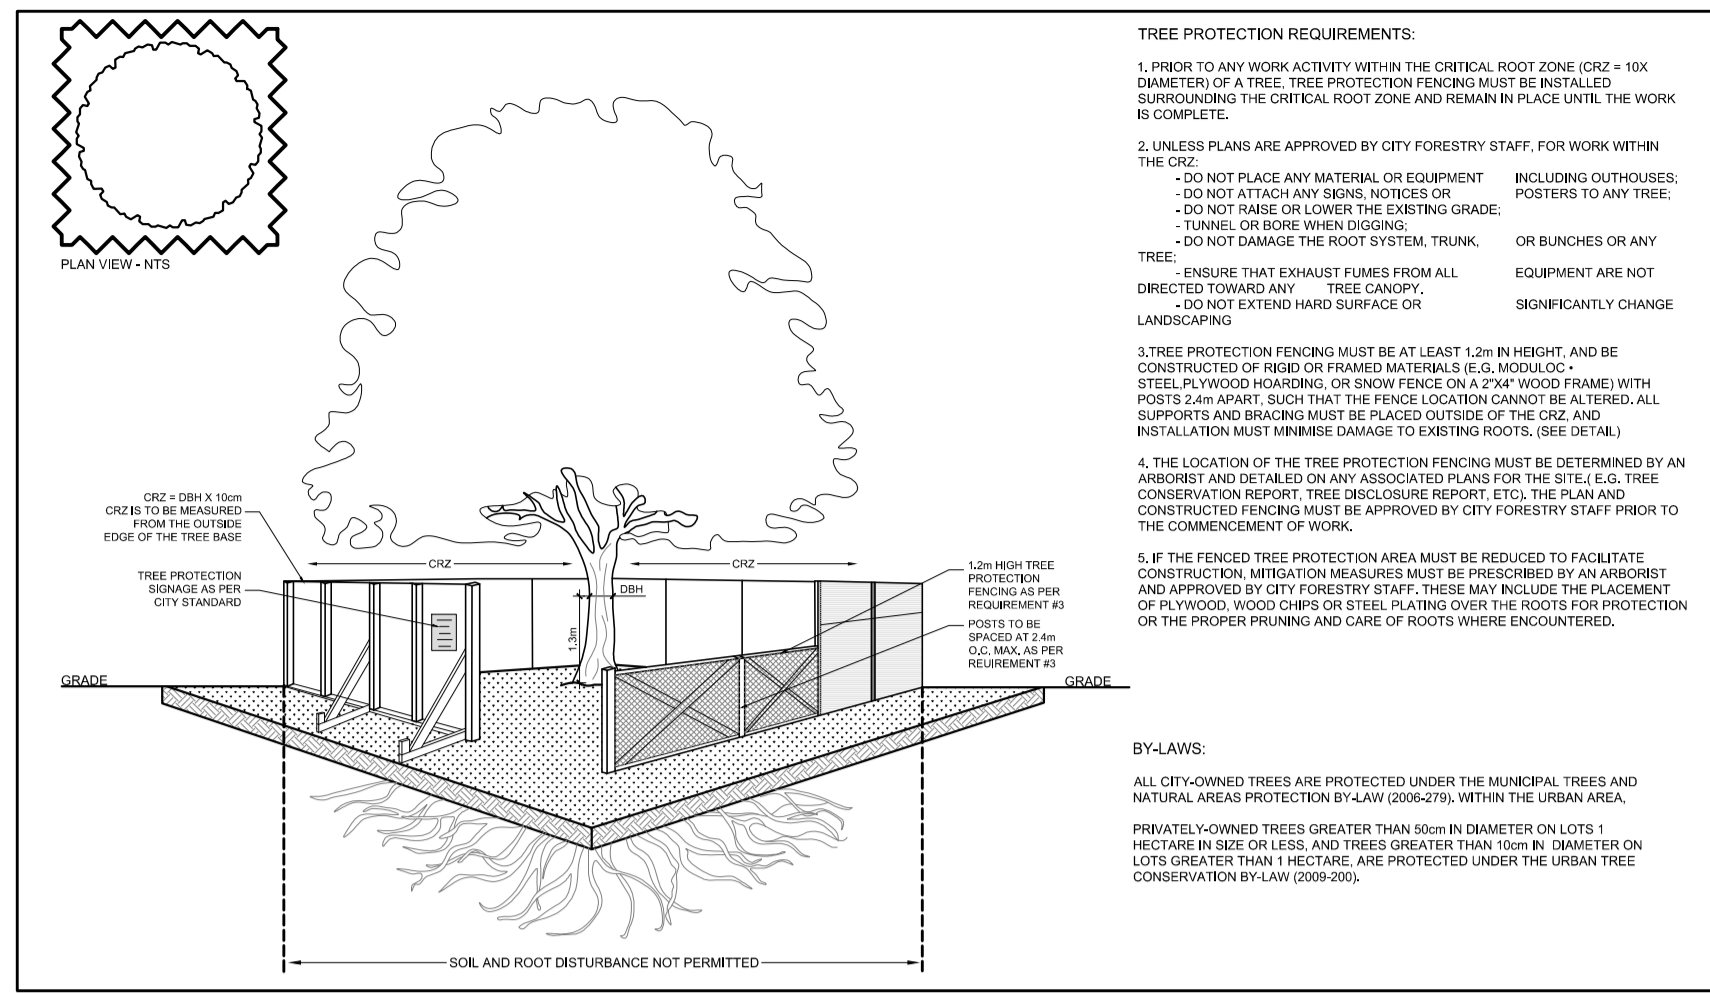 PLAN VIEW - NTS
CRZ = DBH X 10cm
CRZ IS TO BE MEASURED
FROM THE OUTSIDE
EDGE OF THE TREE BASE
TREE PROTECTION
SIGNAGE AS PER
CITY STANDARD
CRZ
CRZ
DBH
1.3m
1.2m HIGH TREE
PROTECTION
FENCING AS PER
REQUIREMENT #3
POSTS TO BE
SPACED AT 2.4m
O.C. MAX. AS PER
REUIREMENT #3
GRADE
GRADE
SOIL AND ROOT DISTURBANCE NOT PERMITTED
TREE PROTECTION REQUIREMENTS:
1. PRIOR TO ANY WORK ACTIVITY WITHIN THE CRITICAL ROOT ZONE (CRZ = 10X
DIAMETER) OF A TREE, TREE PROTECTION FENCING MUST BE INSTALLED
SURROUNDING THE CRITICAL ROOT ZONE AND REMAIN IN PLACE UNTIL THE WORK
IS COMPLETE.
2. UNLESS PLANS ARE APPROVED BY CITY FORESTRY STAFF, FOR WORK WITHIN
THE CRZ:
- DO NOT PLACE ANY MATERIAL OR EQUIPMENT INCLUDING OUTHOUSES;
- DO NOT ATTACH ANY SIGNS, NOTICES OR POSTERS TO ANY TREE;
- DO NOT RAISE OR LOWER THE EXISTING GRADE;
- TUNNEL OR BORE WHEN DIGGING;
- DO NOT DAMAGE THE ROOT SYSTEM, TRUNK, OR BUNCHES OR ANY
TREE;
- ENSURE THAT EXHAUST FUMES FROM ALL EQUIPMENT ARE NOT
DIRECTED TOWARD ANY TREE CANOPY.
- DO NOT EXTEND HARD SURFACE OR SIGNIFICANTLY CHANGE
LANDSCAPING
3.TREE PROTECTION FENCING MUST BE AT LEAST 1.2m IN HEIGHT, AND BE
CONSTRUCTED OF RIGID OR FRAMED MATERIALS (E.G. MODULOC •
STEEL,PLYWOOD HOARDING, OR SNOW FENCE ON A 2"X4" WOOD FRAME) WITH
POSTS 2.4m APART, SUCH THAT THE FENCE LOCATION CANNOT BE ALTERED. ALL
SUPPORTS AND BRACING MUST BE PLACED OUTSIDE OF THE CRZ, AND
INSTALLATION MUST MINIMISE DAMAGE TO EXISTING ROOTS. (SEE DETAIL)
4. THE LOCATION OF THE TREE PROTECTION FENCING MUST BE DETERMINED BY AN
ARBORIST AND DETAILED ON ANY ASSOCIATED PLANS FOR THE SITE.( E.G. TREE
CONSERVATION REPORT, TREE DISCLOSURE REPORT, ETC). THE PLAN AND
CONSTRUCTED FENCING MUST BE APPROVED BY CITY FORESTRY STAFF PRIOR TO
THE COMMENCEMENT OF WORK.
5. IF THE FENCED TREE PROTECTION AREA MUST BE REDUCED TO FACILITATE
CONSTRUCTION, MITIGATION MEASURES MUST BE PRESCRIBED BY AN ARBORIST
AND APPROVED BY CITY FORESTRY STAFF. THESE MAY INCLUDE THE PLACEMENT
OF PLYWOOD, WOOD CHIPS OR STEEL PLATING OVER THE ROOTS FOR PROTECTION
OR THE PROPER PRUNING AND CARE OF ROOTS WHERE ENCOUNTERED.
BY-LAWS:
ALL CITY-OWNED TREES ARE PROTECTED UNDER THE MUNICIPAL TREES AND
NATURAL AREAS PROTECTION BY-LAW (2006-279). WITHIN THE URBAN AREA,
PRIVATELY-OWNED TREES GREATER THAN 50cm IN DIAMETER ON LOTS 1
HECTARE IN SIZE OR LESS, AND TREES GREATER THAN 10cm IN DIAMETER ON
LOTS GREATER THAN 1 HECTARE, ARE PROTECTED UNDER THE URBAN TREE
CONSERVATION BY-LAW (2009-200).